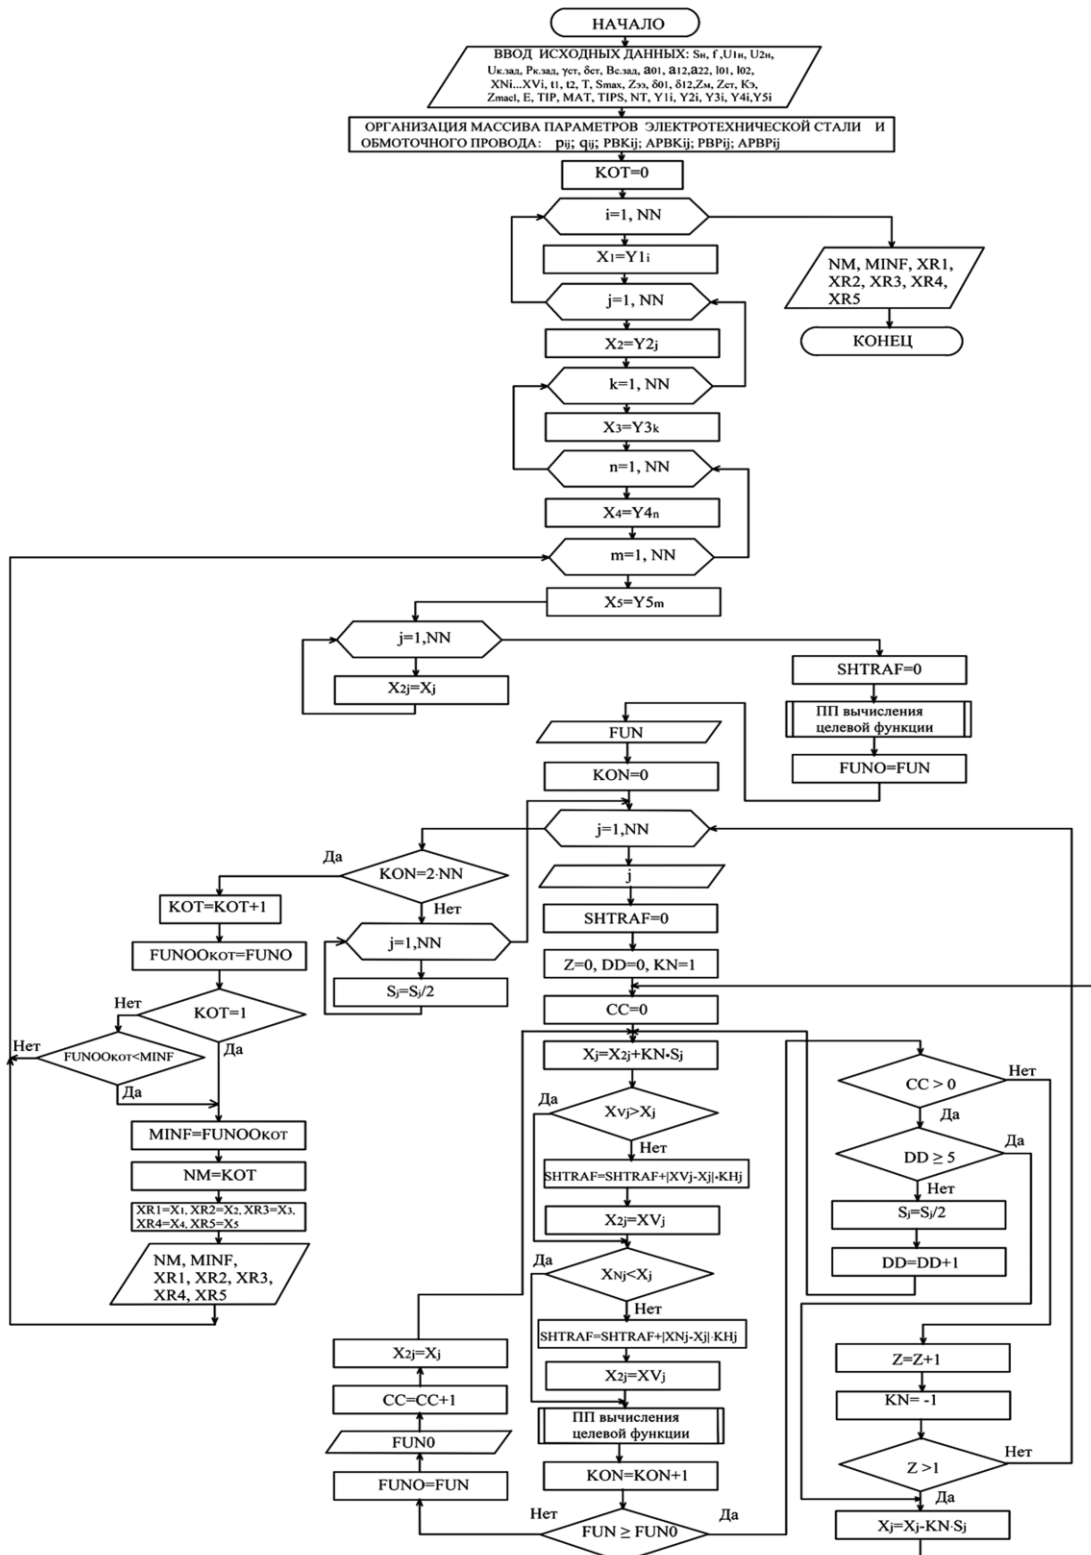 НАЧАЛО
ВВОД ИСХОДНЫХ ДАННЫХ: Sн, f ,U1н, U2н,
Uк.зад, Pк.зад, γст, δст, Bс.зад, a01, a12,a22, l01, l02,
XNi...XVi, t1, t2, T, Smax, Zээ, δ01, δ12,Zм, Zст, Kэ,
Zmacl, E, TIP, MAT, TIPS, NT, Y1i, Y2i, Y3i, Y4i,Y5i
ОРГАНИЗАЦИЯ МАССИВА ПАРАМЕТРОВ ЭЛЕКТРОТЕХНИЧЕСКОЙ СТАЛИ И
ОБМОТОЧНОГО ПРОВОДА: pij; qij; PBKij; APBKij; PBPij; APBPij
KOT=0
i=1, NN
X1=Y1i
NM, MINF, XR1,
XR2, XR3, XR4,
XR5
j=1, NN
КОНЕЦ
X2=Y2j
k=1, NN
X3=Y3k
n=1, NN
X4=Y4n
m=1, NN
X5=Y5m
j=1,NN
X2j=Xj
SHTRAF=0
ПП вычисления
целевой функции
FUNO=FUN
FUN
KON=0
j=1,NN
j
Да
KON=2·NN
Нет
KOT=KOT+1
j=1,NN
SHTRAF=0
FUNOOKOT=FUNO
Z=0, DD=0, KN=1
Sj=Sj/2
Нет
KOT=1
CC=0
Нет
FUNOOKOT<MINF
Да
Да
Xj=X2j+KN•Sj
CC > 0
Нет
Да
Да
XVj>Xj
Нет
MINF=FUNOOKOT
DD ≥ 5
Да
Нет
NM=KOT
SHTRAF=SHTRAF+|XVj-Xj|•KHj
Sj=Sj/2
XR1=X1, XR2=X2, XR3=X3,
XR4=X4, XR5=X5
X2j=XVj
DD=DD+1
NM, MINF,
XR1, XR2, XR3,
XR4, XR5
Да
XNj<Xj
Нет
SHTRAF=SHTRAF+|XNj-Xj|·KHj
X2j=Xj
Z=Z+1
X2j=XVj
CC=CC+1
KN= -1
ПП вычисления
целевой функции
FUN0
Z >1
Нет
Да
KON=KON+1
FUNO=FUN
Нет
FUN ≥ FUN0
Да
Xj=Xj-KN·Sj